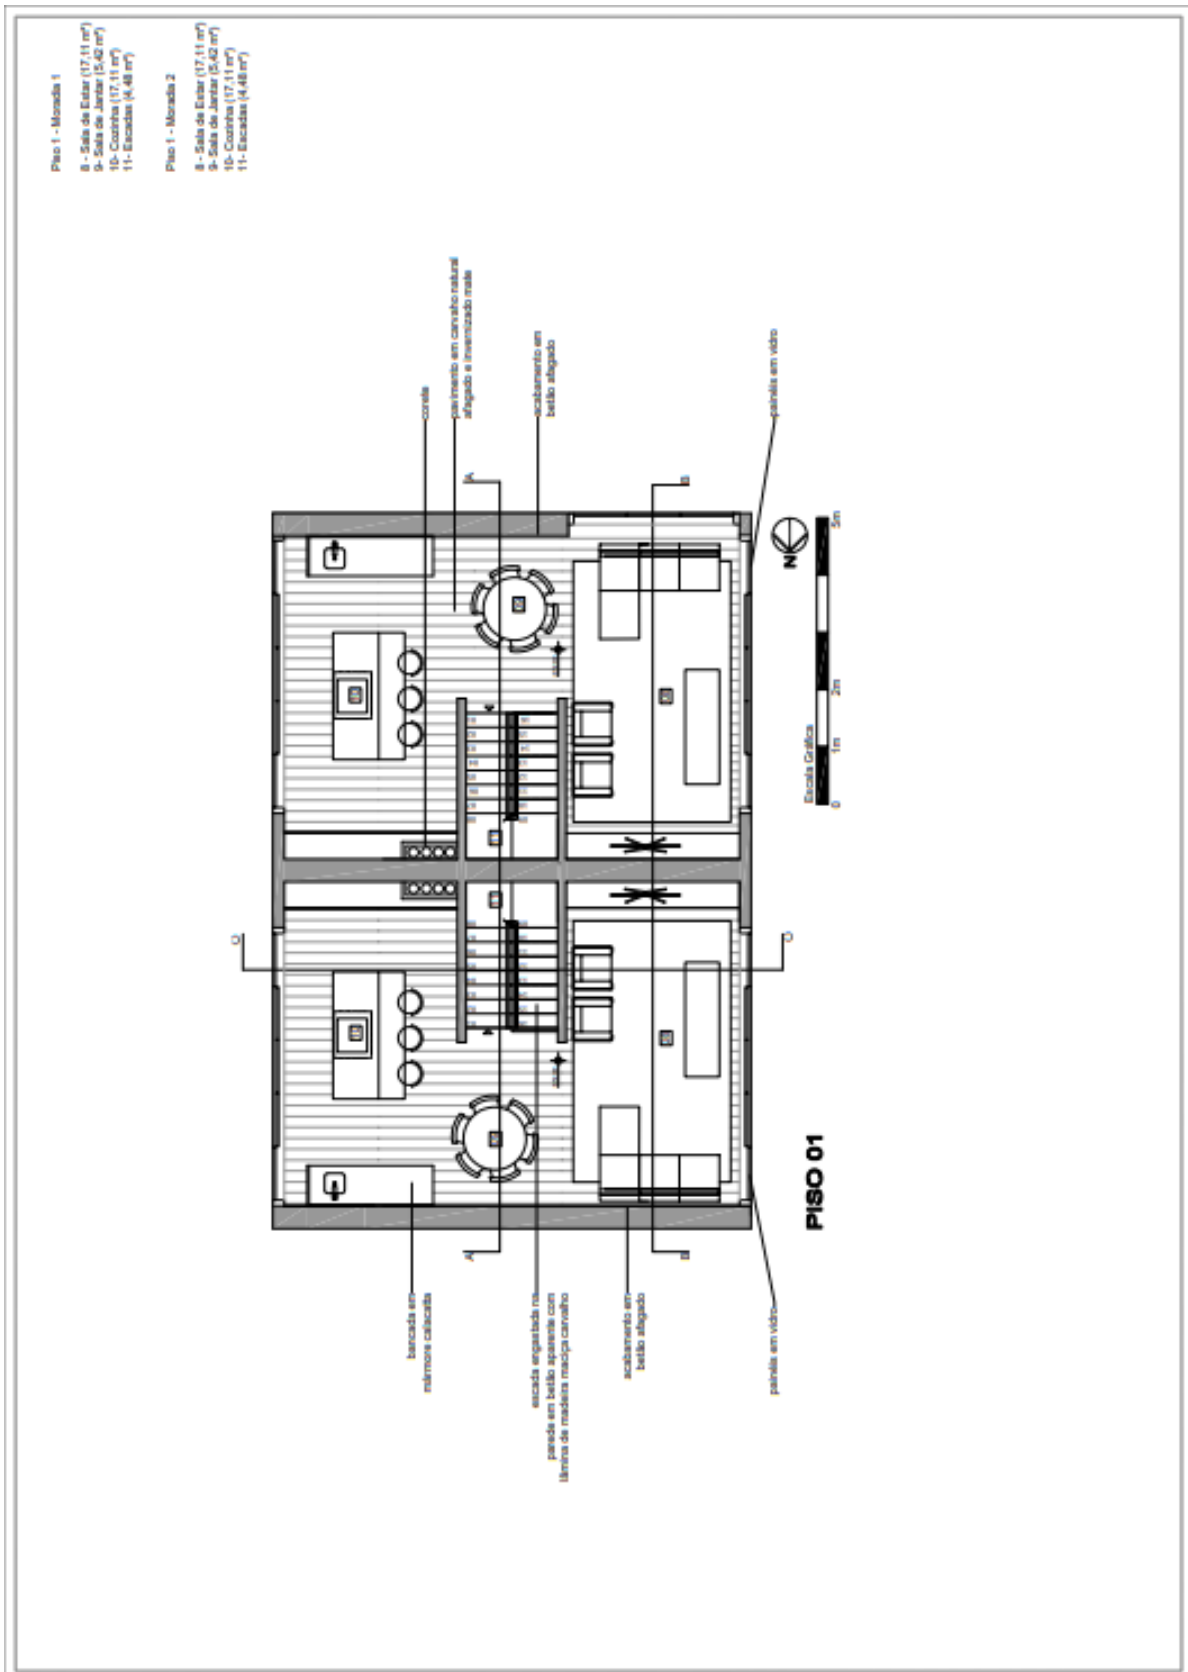 Piso 1 - Moradia 1
8 - Sala de Estar (17,11 m²)
9- Sala de Jantar (5,42 m²)
10- Cozinha (17,11 m²)
11- Escadas (4,48 m²)
Piso 1 - Moradia 2
8 - Sala de Estar (17,11 m²)
9- Sala de Jantar (5,42 m²)
10- Cozinha (17,11 m²)
11- Escadas (4,48 m²)
bancada em
mármore calacatta
escada engastada na
parede em betão aparente com
lâmina de madeira maciça carvalho
acabamento em
betão afagado
painéis em vidro
corete
pavimento em carvalho natural
afagado e invernizado mate
acabamento em
betão afagado
painéis em vidro
A
A
B
B
C
C
PISO 01
Escala Gráfica
0
1m
2m
5m
N